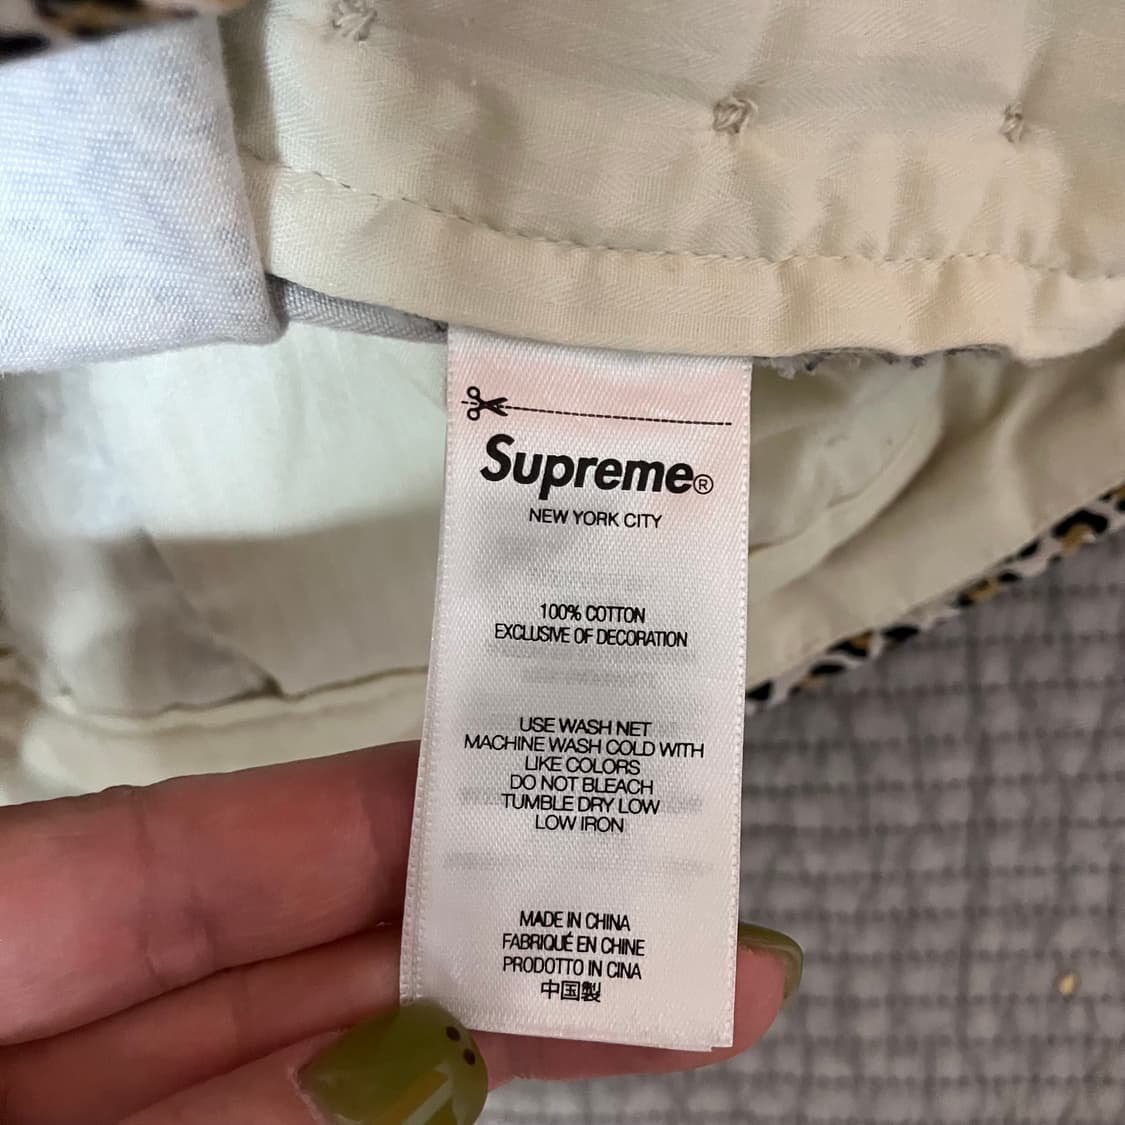 Supreme®
NEW YORK CITY
100% COTTON
EXCLUSIVE OF DECORATION
USE WASH NET
MACHINE WASH COLD WITH
LIKE COLORS
DO NOT BLEACH
TUMBLE DRY LOW
LOW IRON
MADE IN CHINA
FABRIQUÉ EN CHINE
PRODOTTO IN CINA
中国製